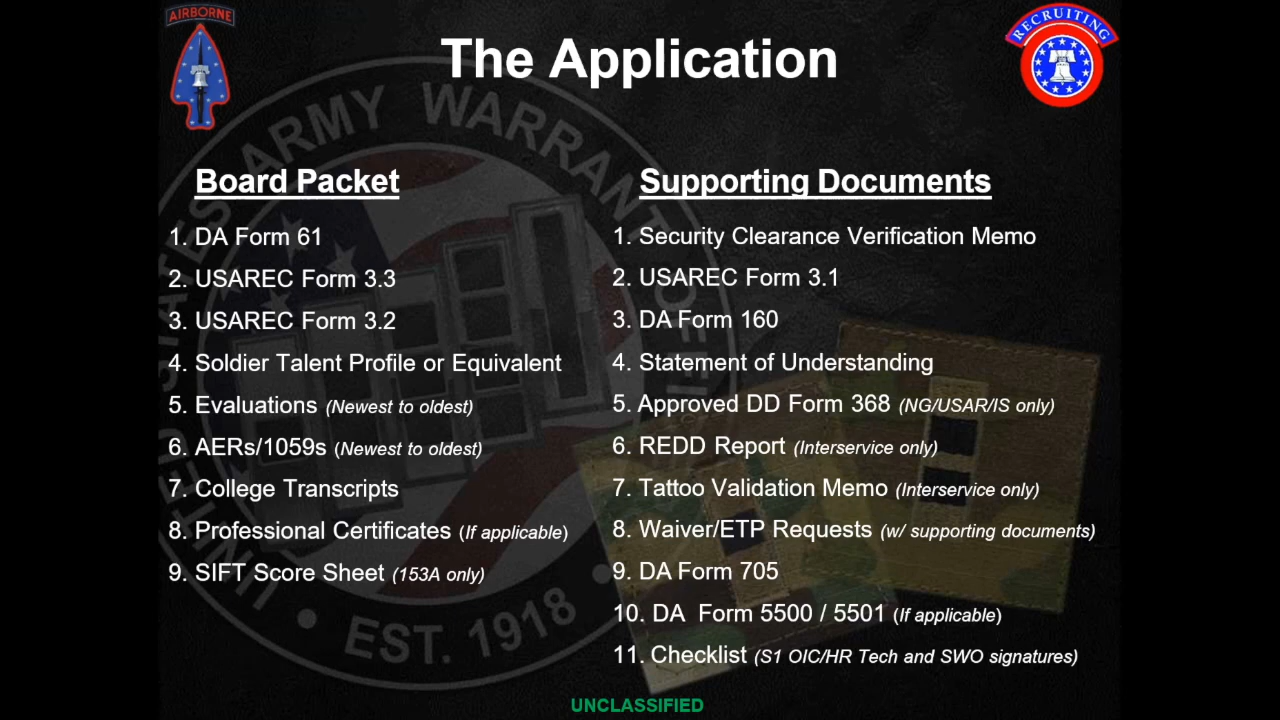 AIRBORNE
RECRUITING
The Application
UNITED STATES ARMY WARRANT OFFI
EST. 1918
Board Packet
1. DA Form 61
2. USAREC Form 3.3
3. USAREC Form 3.2
4. Soldier Talent Profile or Equivalent
5. Evaluations (Newest to oldest)
6. AERs/1059s (Newest to oldest)
7. College Transcripts
8. Professional Certificates (If applicable)
9. SIFT Score Sheet (153A only)
Supporting Documents
1. Security Clearance Verification Memo
2. USAREC Form 3.1
3. DA Form 160
4. Statement of Understanding
5. Approved DD Form 368 (NG/USAR/IS only)
6. REDD Report (Interservice only)
7. Tattoo Validation Memo (Interservice only)
8. Waiver/ETP Requests (w/ supporting documents)
9. DA Form 705
10. DA  Form 5500 / 5501 (If applicable)
11. Checklist (S1 OIC/HR Tech and SWO signatures)
UNCLASSIFIED